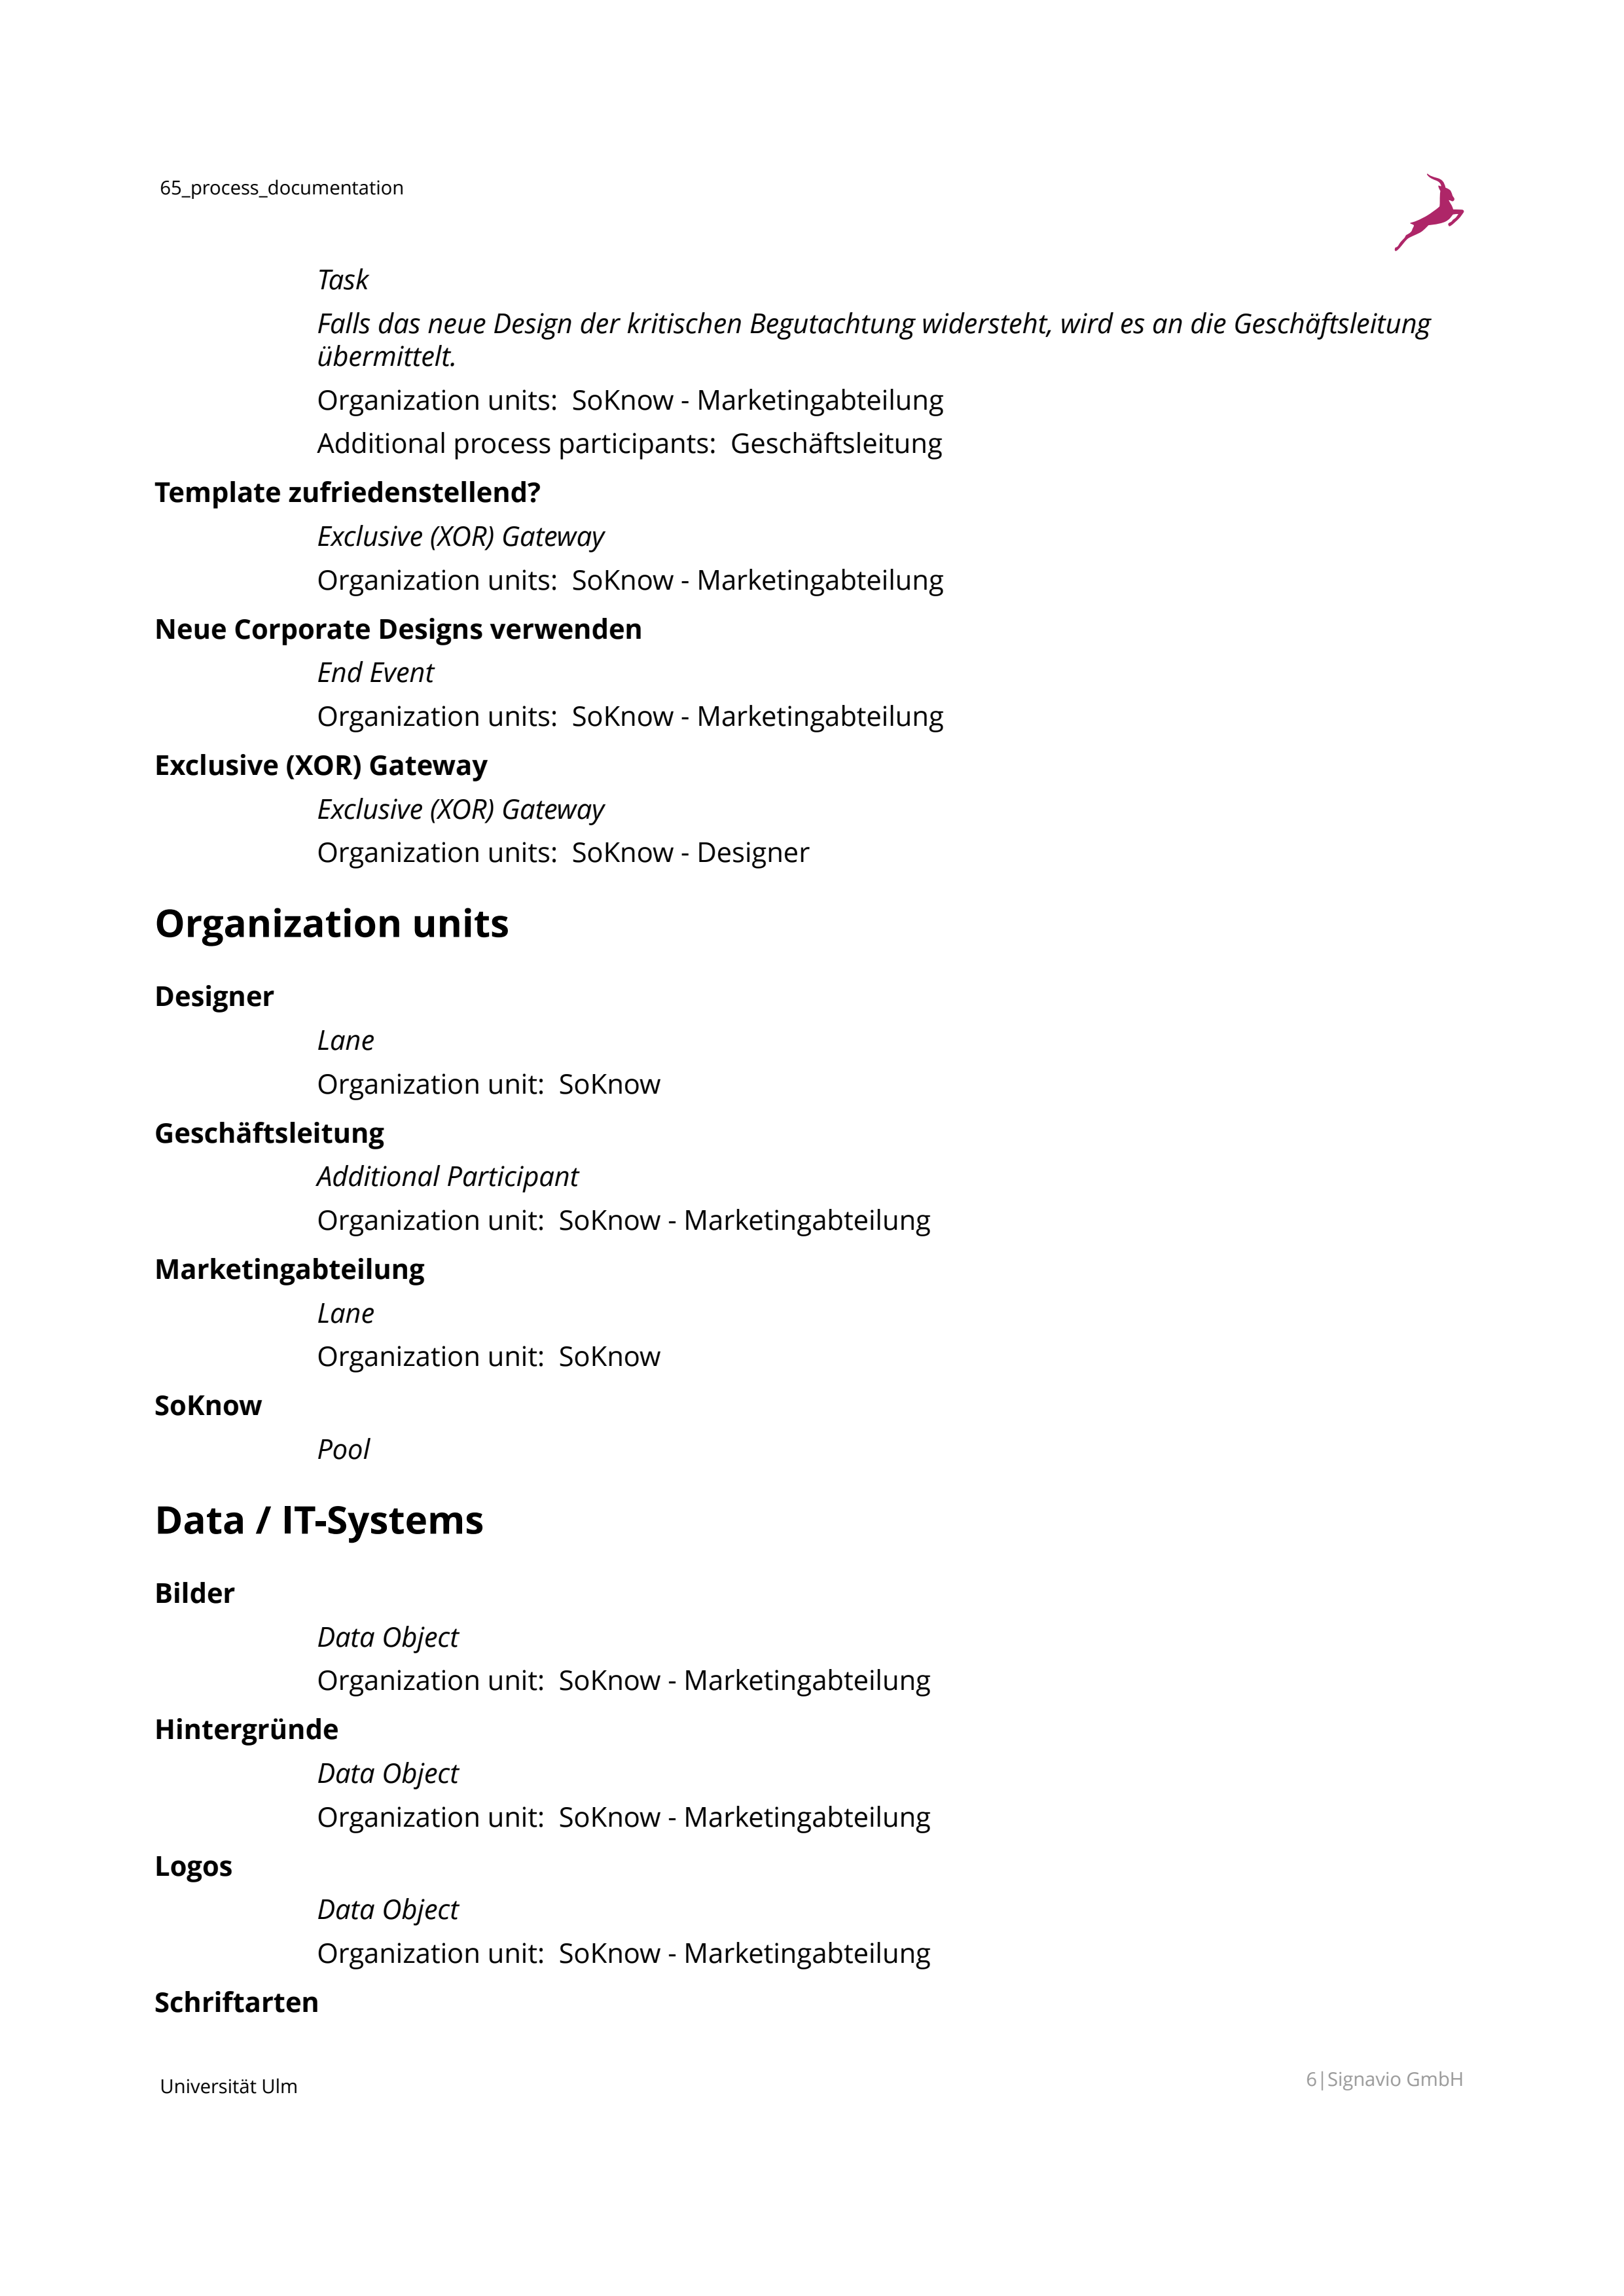 65_process_documentation
Task
Falls das neue Design der kritischen Begutachtung widersteht, wird es an die Geschäftsleitung
übermittelt.
Organization units:  SoKnow - Marketingabteilung
Additional process participants:  Geschäftsleitung
Template zufriedenstellend?
Exclusive (XOR) Gateway
Organization units:  SoKnow - Marketingabteilung
Neue Corporate Designs verwenden
End Event
Organization units:  SoKnow - Marketingabteilung
Exclusive (XOR) Gateway
Exclusive (XOR) Gateway
Organization units:  SoKnow - Designer
Organization units
Designer
Lane
Organization unit:  SoKnow
Geschäftsleitung
Additional Participant
Organization unit:  SoKnow - Marketingabteilung
Marketingabteilung
Lane
Organization unit:  SoKnow
SoKnow
Pool
Data / IT-Systems
Bilder
Data Object
Organization unit:  SoKnow - Marketingabteilung
Hintergründe
Data Object
Organization unit:  SoKnow - Marketingabteilung
Logos
Data Object
Organization unit:  SoKnow - Marketingabteilung
Schriftarten
Universität Ulm
6|Signavio GmbH